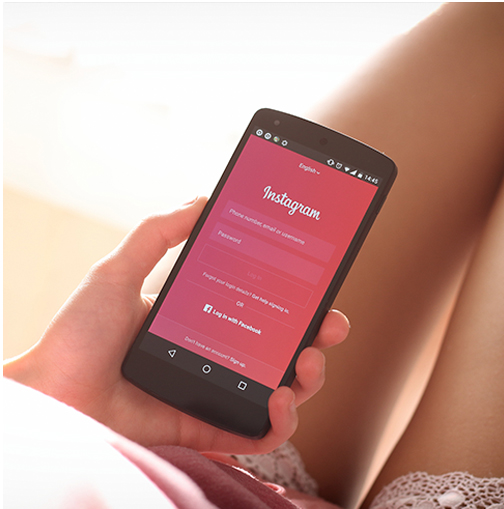 14:45
English
Instagram
Phone number, email or username
Password
Log In
Forgot your login details? Get help signing in.
OR
f Log in with Facebook
Don't have an account? Sign up.